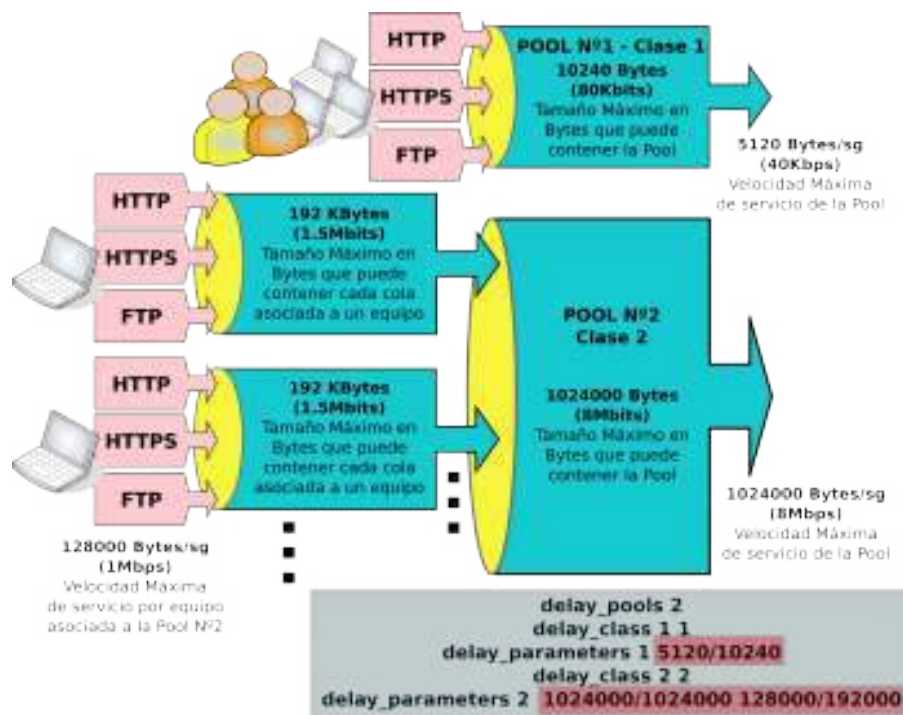 HTTP
HTTPS
FTP
POOL Nº1 - Clase 1
10240 Bytes
(80Kbits)
Tamaño Máximo en
Bytes que puede
contener la Pool
5120 Bytes/sg
(40Kbps)
Velocidad Máxima
de servicio de la Pool
HTTP
HTTPS
FTP
192 KBytes
(1.5Mbits)
Tamaño Máximo en
Bytes que puede
contener cada cola
asociada a un equipo
HTTP
HTTPS
FTP
192 KBytes
(1.5Mbits)
Tamaño Máximo en
Bytes que puede
contener cada cola
asociada a un equipo
POOL Nº2
Clase 2
1024000 Bytes
(8Mbits)
Tamaño Máximo en
Bytes que puede
contener la Pool
1024000 Bytes/sg
(8Mbps)
Velocidad Máxima
de servicio de la Pool
128000 Bytes/sg
(1Mbps)
Velocidad Máxima
de servicio por equipo
asociada a la Pool Nº2
delay_pools 2
delay_class 1 1
delay_parameters 1 5120/10240
delay_class 2 2
delay_parameters 2 1024000/1024000 128000/192000